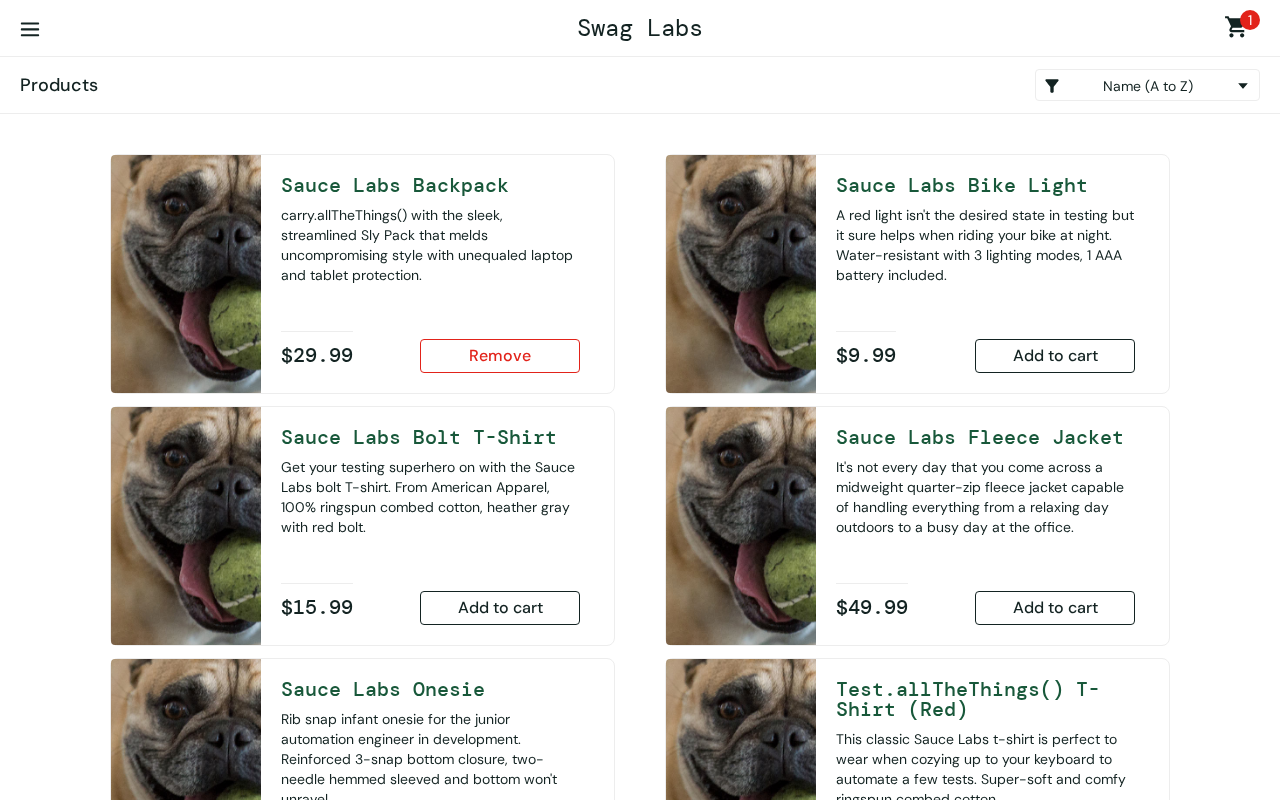 Swag Labs
1
Products
Name (A to Z)
Sauce Labs Backpack
carry.allTheThings() with the sleek,
streamlined Sly Pack that melds
uncompromising style with unequaled laptop
and tablet protection.
$29.99
Remove
Sauce Labs Bike Light
A red light isn't the desired state in testing but
it sure helps when riding your bike at night.
Water-resistant with 3 lighting modes, 1 AAA
battery included.
$9.99
Add to cart
Sauce Labs Bolt T-Shirt
Get your testing superhero on with the Sauce
Labs bolt T-shirt. From American Apparel,
100% ringspun combed cotton, heather gray
with red bolt.
$15.99
Add to cart
Sauce Labs Fleece Jacket
It's not every day that you come across a
midweight quarter-zip fleece jacket capable
of handling everything from a relaxing day
outdoors to a busy day at the office.
$49.99
Add to cart
Sauce Labs Onesie
Rib snap infant onesie for the junior
automation engineer in development.
Reinforced 3-snap bottom closure, two-
needle hemmed sleeved and bottom won't
unravel.
Test.allTheThings() T-
Shirt (Red)
This classic Sauce Labs t-shirt is perfect to
wear when cozying up to your keyboard to
automate a few tests. Super-soft and comfy
ringspun combed cotton.